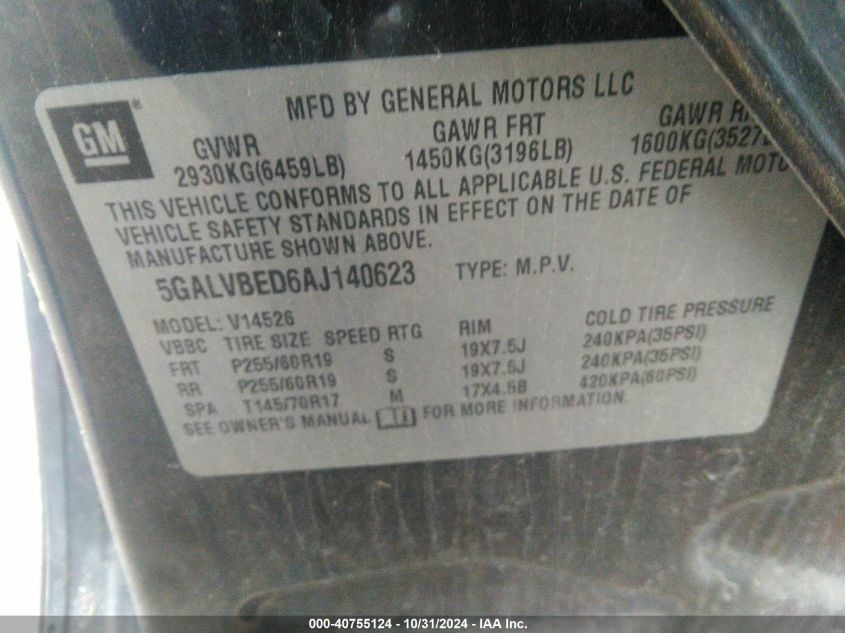 MFD BY GENERAL MOTORS LLC
GM ®
GVWR GAWR FRT GAWR
2930KG(6459LB) 1450KG(3196LB) 1600KG(3527
THIS VEHICLE CONFORMS TO ALL APPLICABLE U.S. FEDERAL MOTO
VEHICLE SAFETY STANDARDS IN EFFECT ON THE DATE OF
MANUFACTURE SHOWN ABOVE.
5GALVBED6AJ140623 TYPE: M.P.V.
MODEL: V14526
VBBC TIRE SIZE SPEED RTG RIM COLD TIRE PRESSURE
FRT P255/60R19 S 19X7.5J 240KPA(35PSI)
RR P255/60R19 S 19X7.5J 240KPA(35PSI)
SPA T145/70R17 M 17X4.5B 420KPA(60PSI)
SEE OWNER'S MANUAL FOR MORE INFORMATION.
000-40755124 - 10/31/2024 - IAA Inc.